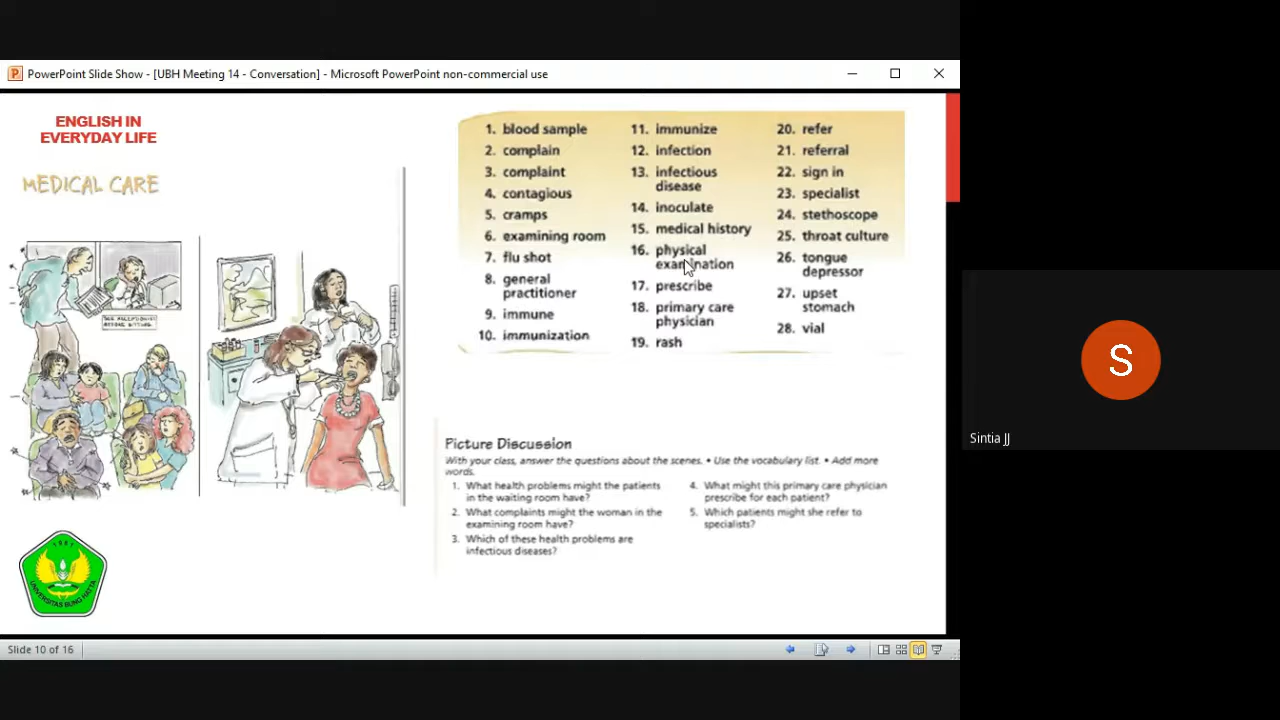 PowerPoint Slide Show - [UBH Meeting 14 - Conversation] - Microsoft PowerPoint non-commercial use
ENGLISH IN
EVERYDAY LIFE
MEDICAL CARE
1. blood sample
2. complain
3. complaint
4. contagious
5. cramps
6. examining room
7. flu shot
8. general
practitioner
9. immune
10. immunization
11. immunize
12. infection
13. infectious
disease
14. inoculate
15. medical history
16. physical
examination
17. prescribe
18. primary care
physician
19. rash
20. refer
21. referral
22. sign in
23. specialist
24. stethoscope
25. throat culture
26. tongue
depressor
27. upset
stomach
28. vial
Picture Discussion
With your class, answer the questions about the scenes. • Use the vocabulary list. • Add more
words.
1. What health problems might the patients
in the waiting room have?
2. What complaints might the woman in the
examining room have?
3. Which of these health problems are
infectious diseases?
4. What might this primary care physician
prescribe for each patient?
5. Which patients might she refer to
specialists?
UNIVERSITAS BUNG HATTA
Slide 10 of 16
S
Sintia JJ